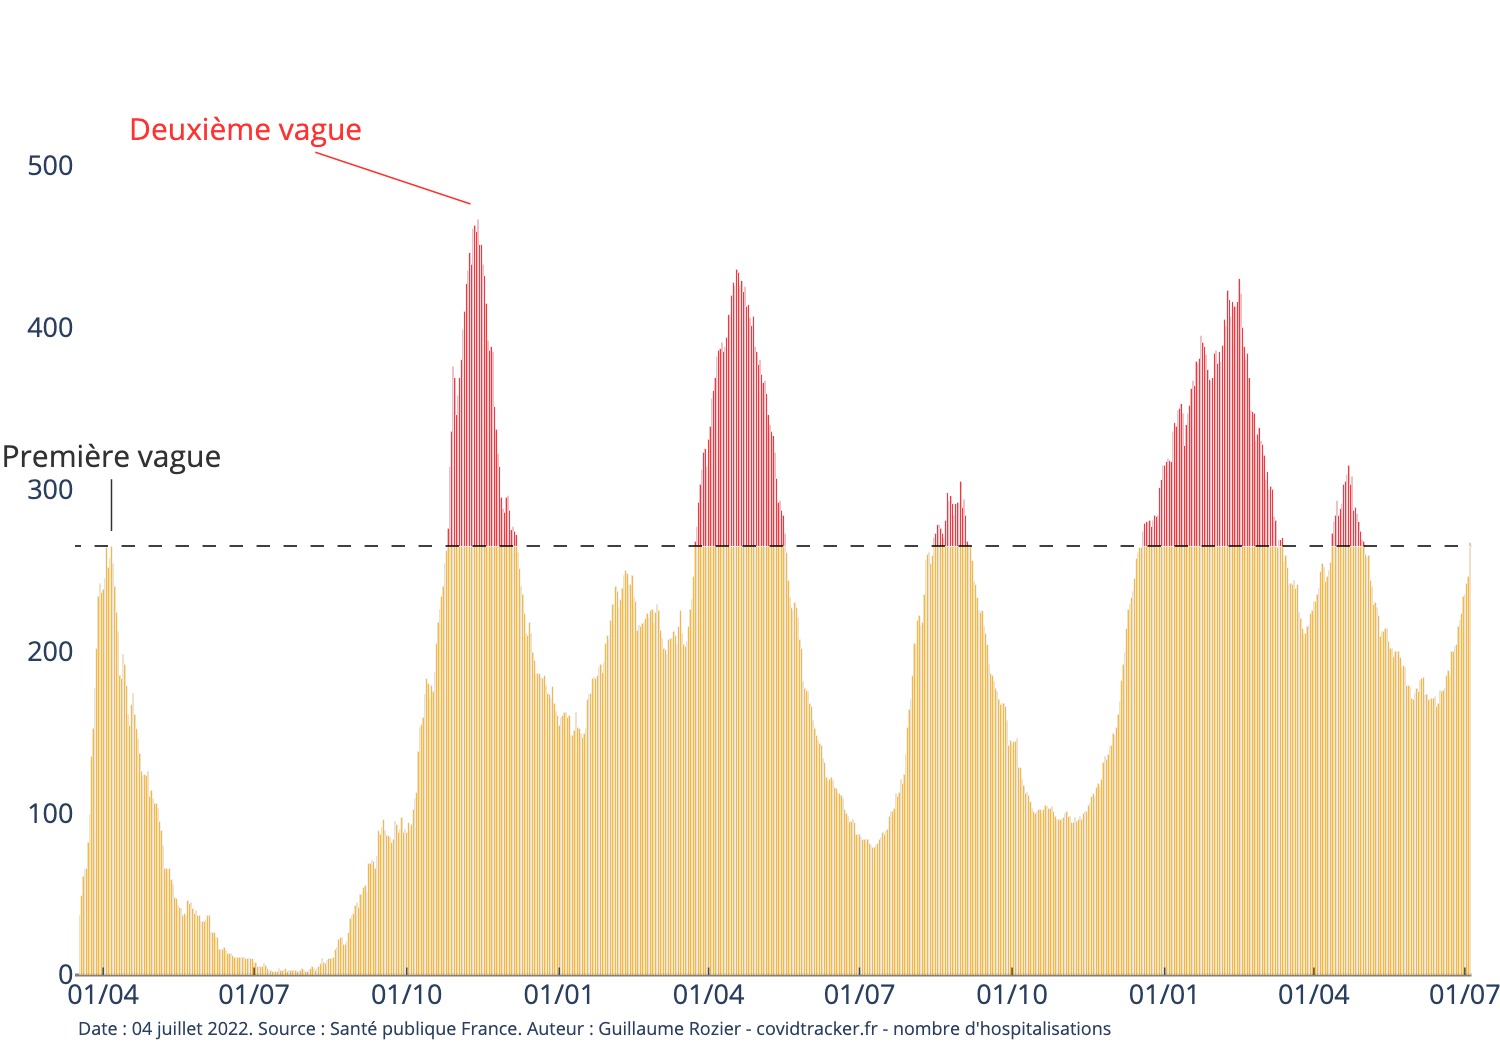 Deuxième vague
500
400
Première vague
300
200
100
0
01/04 01/07 01/10 01/01 01/04 01/07 01/10 01/01 01/04 01/07
Date : 04 juillet 2022. Source : Santé publique France. Auteur : Guillaume Rozier - covidtracker.fr - nombre d'hospitalisations